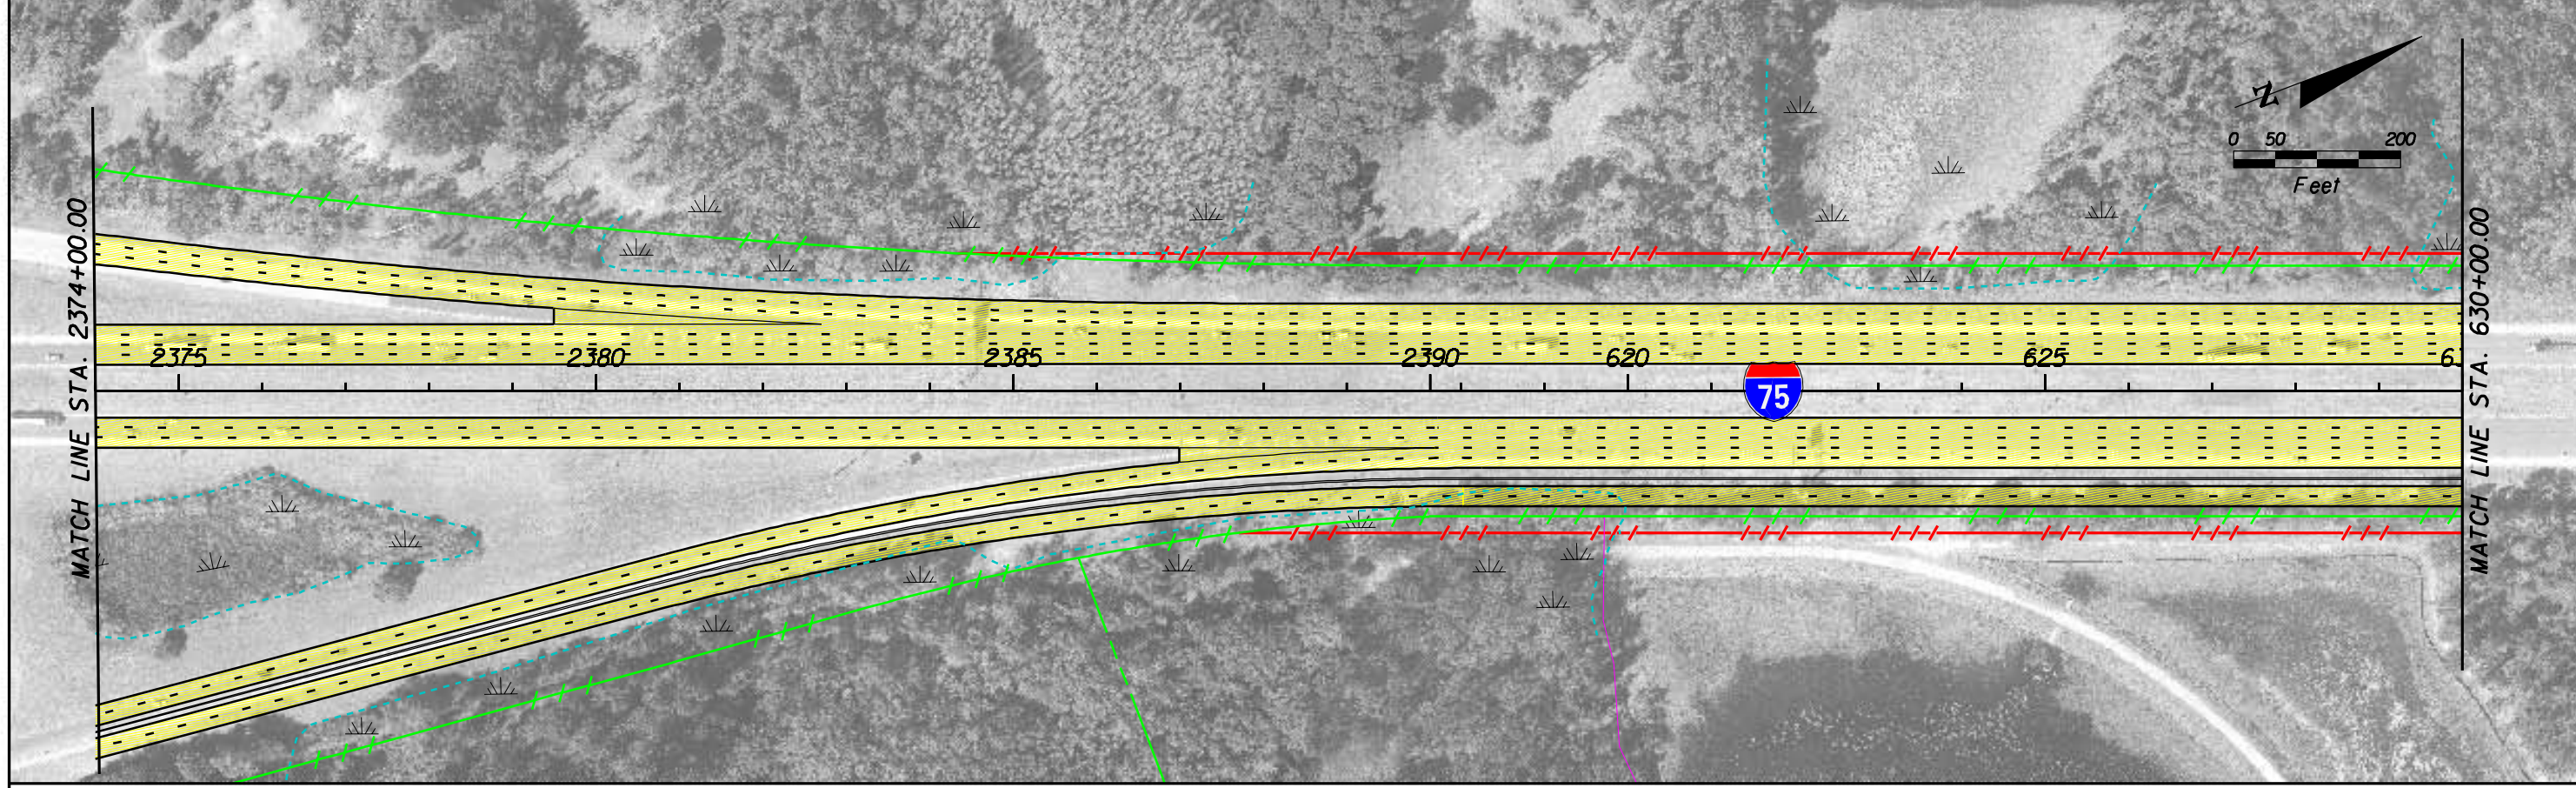 N
0 50 200
Feet
MATCH LINE STA. 2374+00.00
MATCH LINE STA. 630+00.00
2375 2380 2385 2390 620 625
75